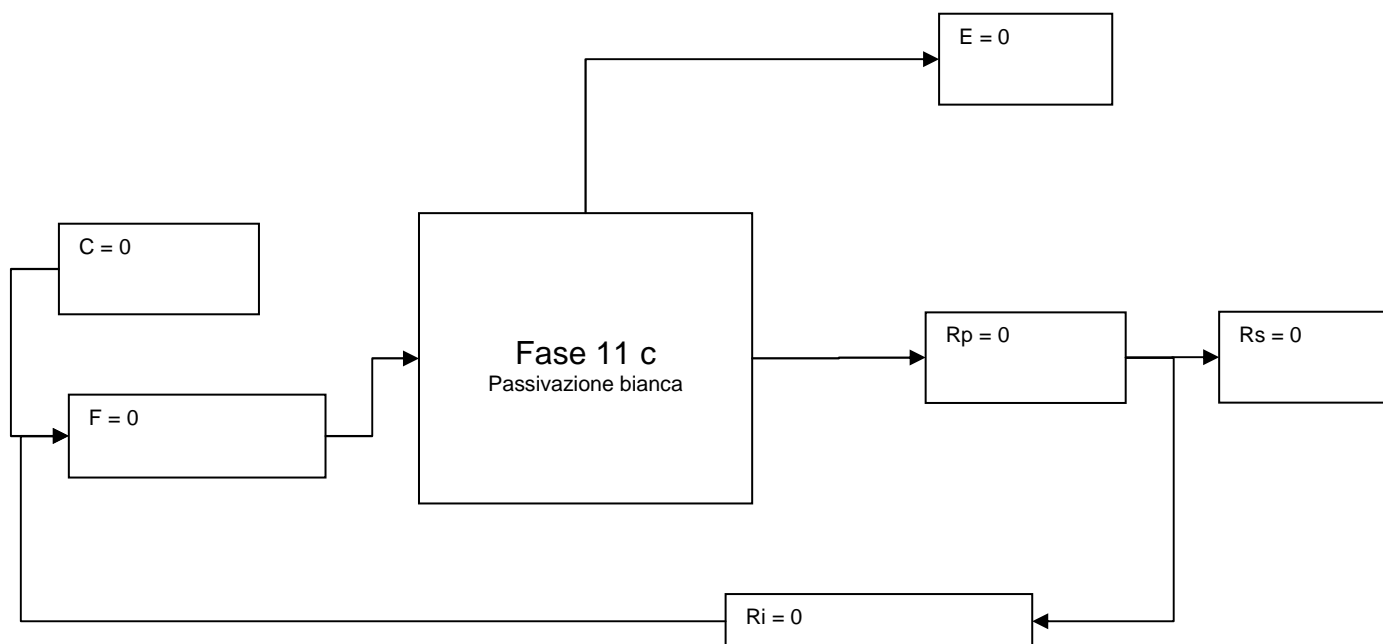 E = 0
C = 0
Fase 11 c
Passivazione bianca
Rp = 0
Rs = 0
F = 0
Ri = 0